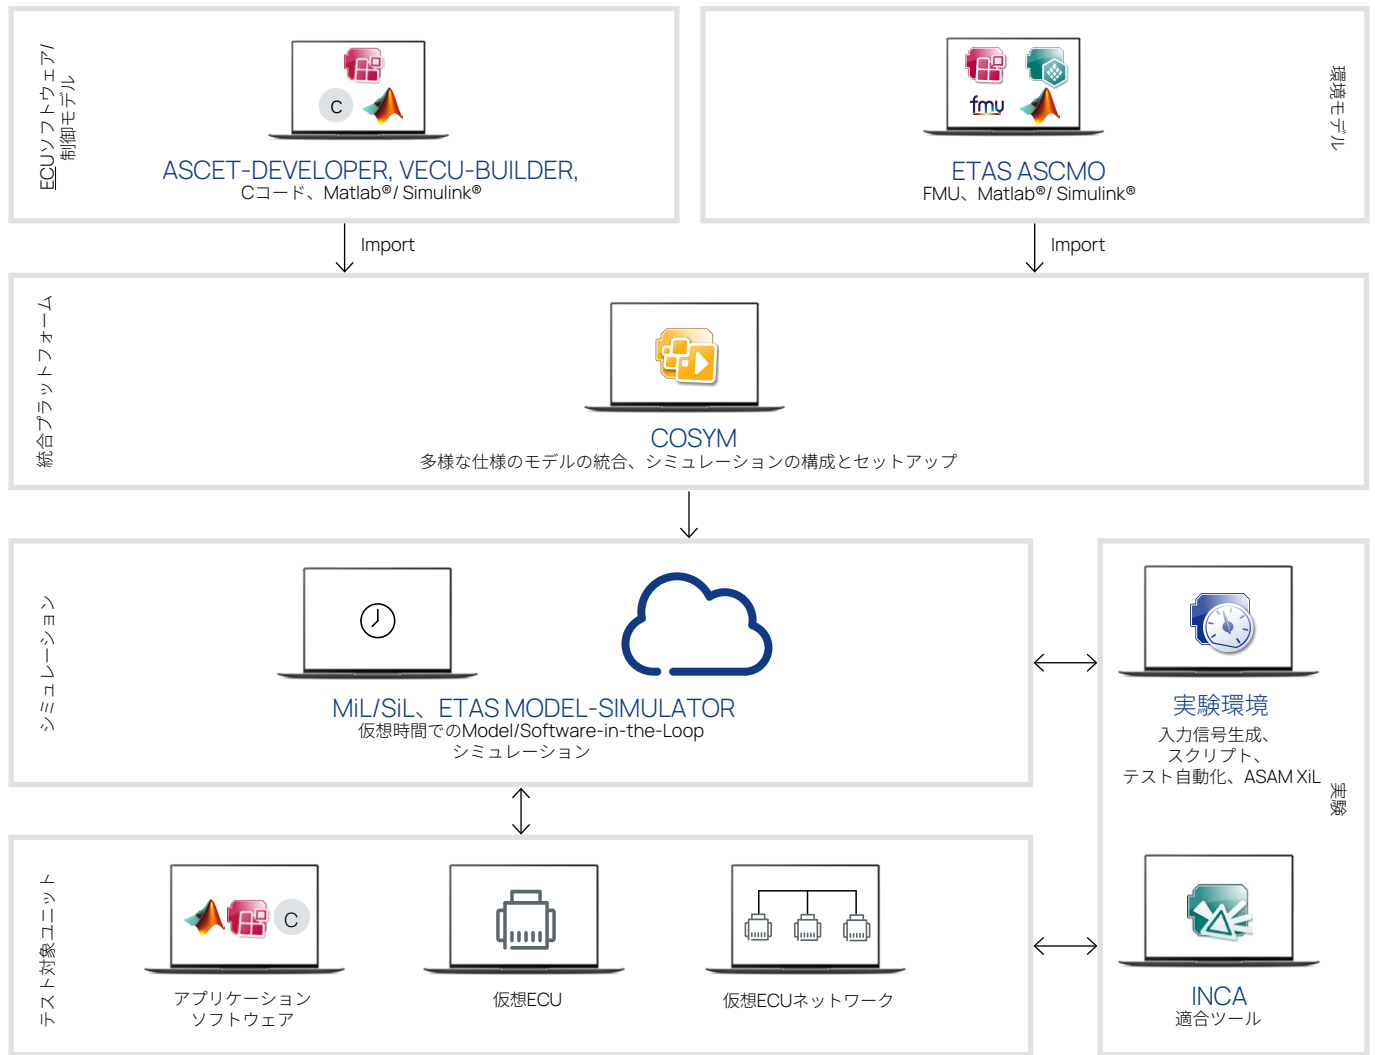 ECUソフトウェア/
制御モデル
C
ASCET-DEVELOPER, VECU-BUILDER,
Cコード、Matlab®/ Simulink®
fmu
ETAS ASCMO
FMU、Matlab®/ Simulink®
環境モデル
Import
Import
統合プラットフォーム
COSYM
多様な仕様のモデルの統合、シミュレーションの構成とセットアップ
シミュレーション
MiL/SiL、ETAS MODEL-SIMULATOR
仮想時間でのModel/Software-in-the-Loop
シミュレーション
実験環境
入力信号生成、
スクリプト、
テスト自動化、ASAM XiL
実験
テスト対象ユニット
C
アプリケーション
ソフトウェア
仮想ECU
仮想ECUネットワーク
INCA
適合ツール